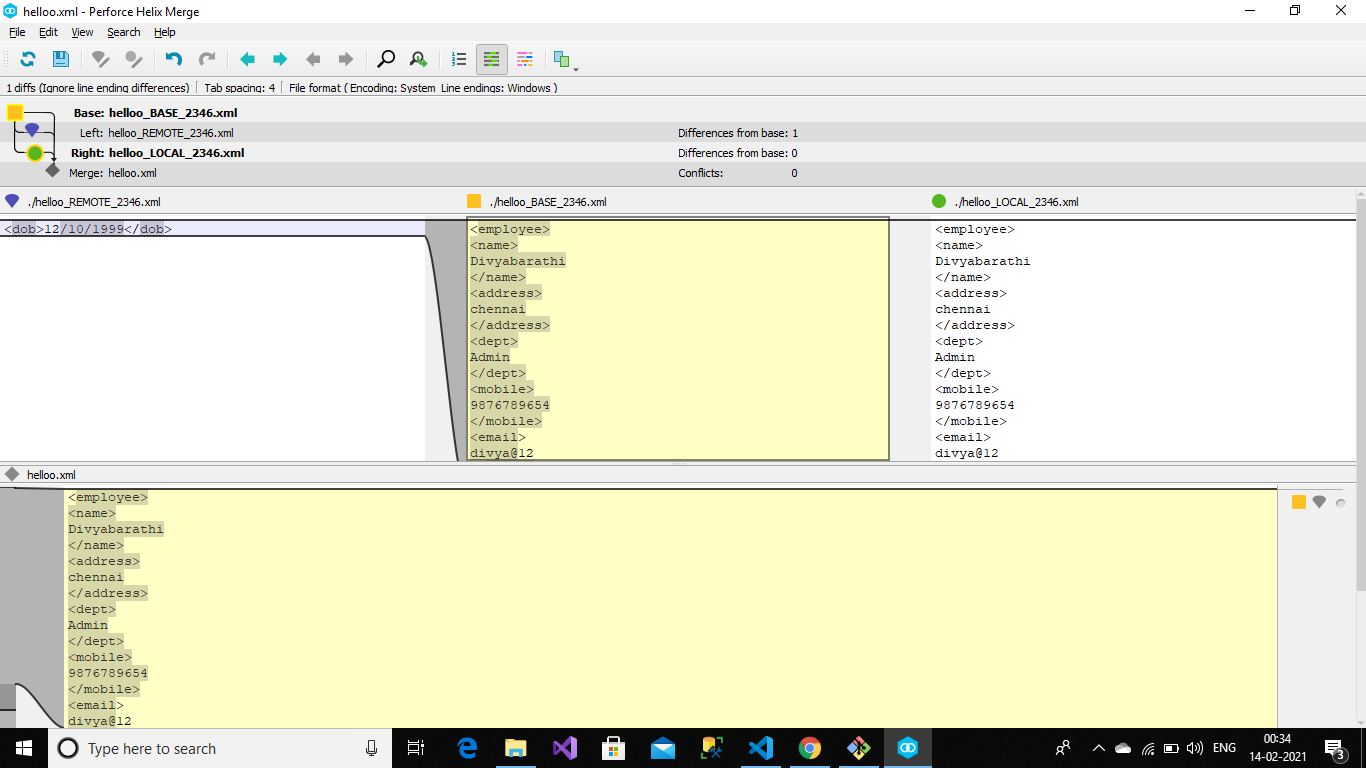 helloo.xml - Perforce Helix Merge
File Edit View Search Help
1 diffs (Ignore line ending differences) Tab spacing: 4 File format ( Encoding: System Line endings: Windows )
Base: helloo_BASE_2346.xml
Left: helloo_REMOTE_2346.xml Differences from base: 1
Right: helloo_LOCAL_2346.xml Differences from base: 0
Merge: helloo.xml Conflicts: 0
./helloo_REMOTE_2346.xml ./helloo_BASE_2346.xml ./helloo_LOCAL_2346.xml
<dob>12/10/1999</dob>
<employee>
<name>
Divyabarathi
</name>
<address>
chennai
</address>
<dept>
Admin
</dept>
<mobile>
9876789654
</mobile>
<email>
divya@12
<employee>
<name>
Divyabarathi
</name>
<address>
chennai
</address>
<dept>
Admin
</dept>
<mobile>
9876789654
</mobile>
<email>
divya@12
helloo.xml
<employee>
<name>
Divyabarathi
</name>
<address>
chennai
</address>
<dept>
Admin
</dept>
<mobile>
9876789654
</mobile>
<email>
divya@12
Type here to search
ENG
00:34
14-02-2021
3